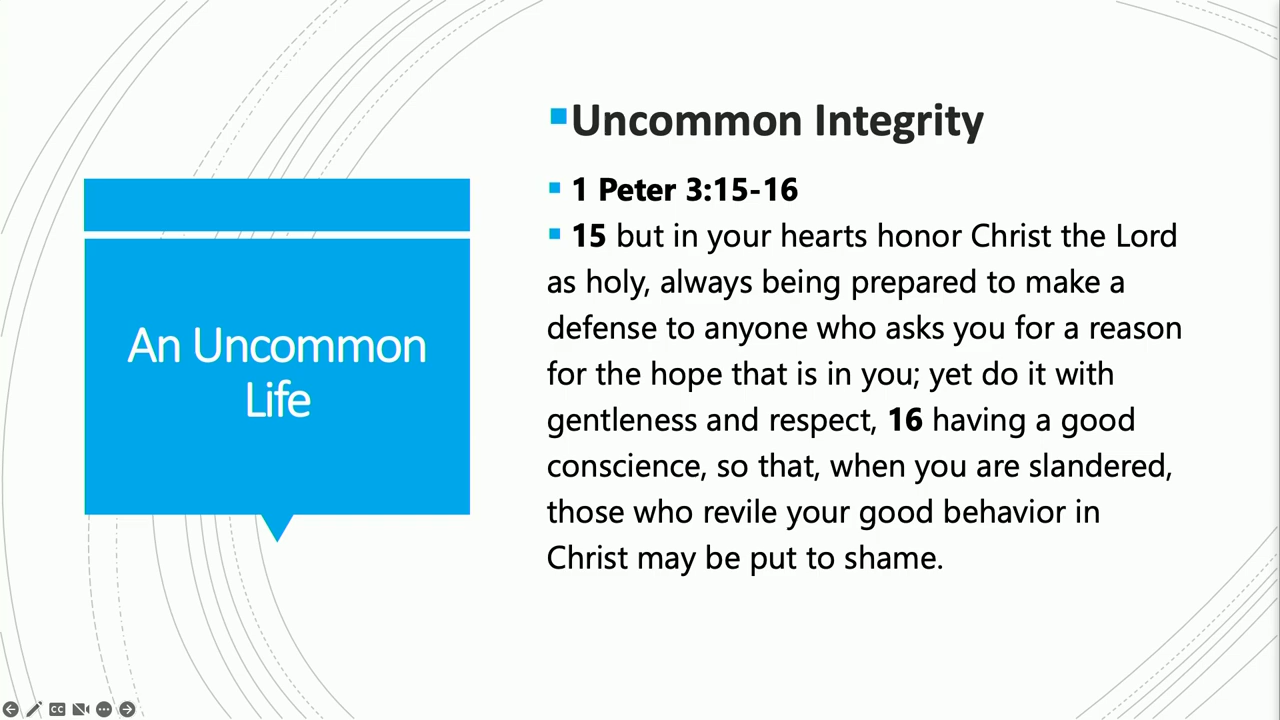 An Uncommon
Life
Uncommon Integrity
1 Peter 3:15-16
15 but in your hearts honor Christ the Lord
as holy, always being prepared to make a
defense to anyone who asks you for a reason
for the hope that is in you; yet do it with
gentleness and respect, 16 having a good
conscience, so that, when you are slandered,
those who revile your good behavior in
Christ may be put to shame.
CC